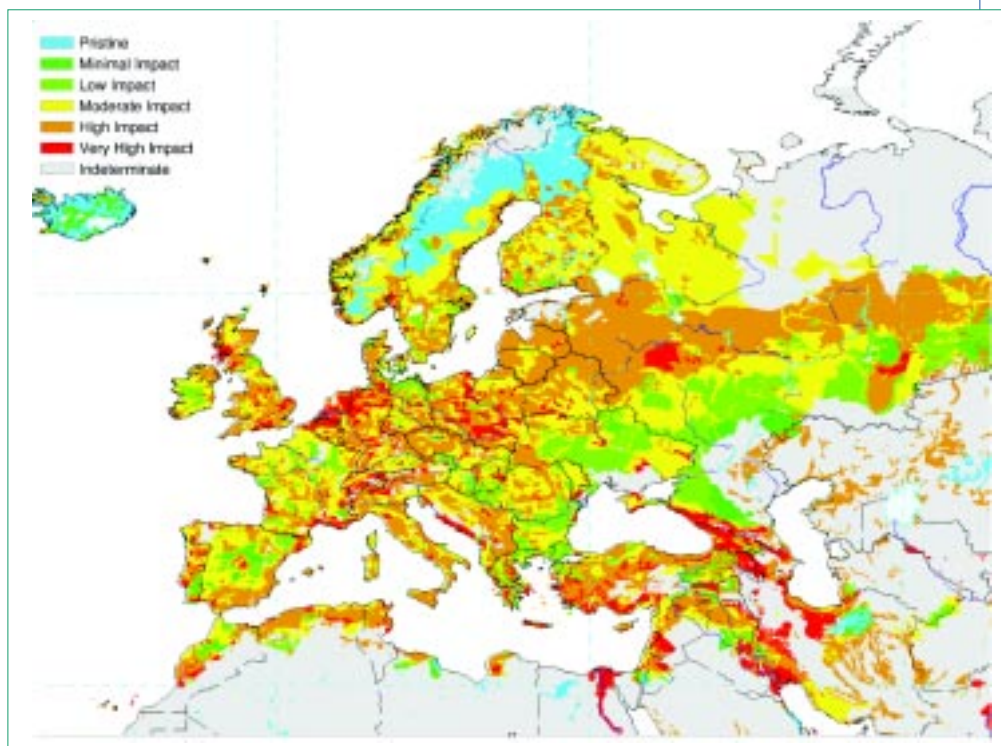 Pristine
Minimal Impact
Low Impact
Moderate Impact
High Impact
Very High Impact
Indeterminate